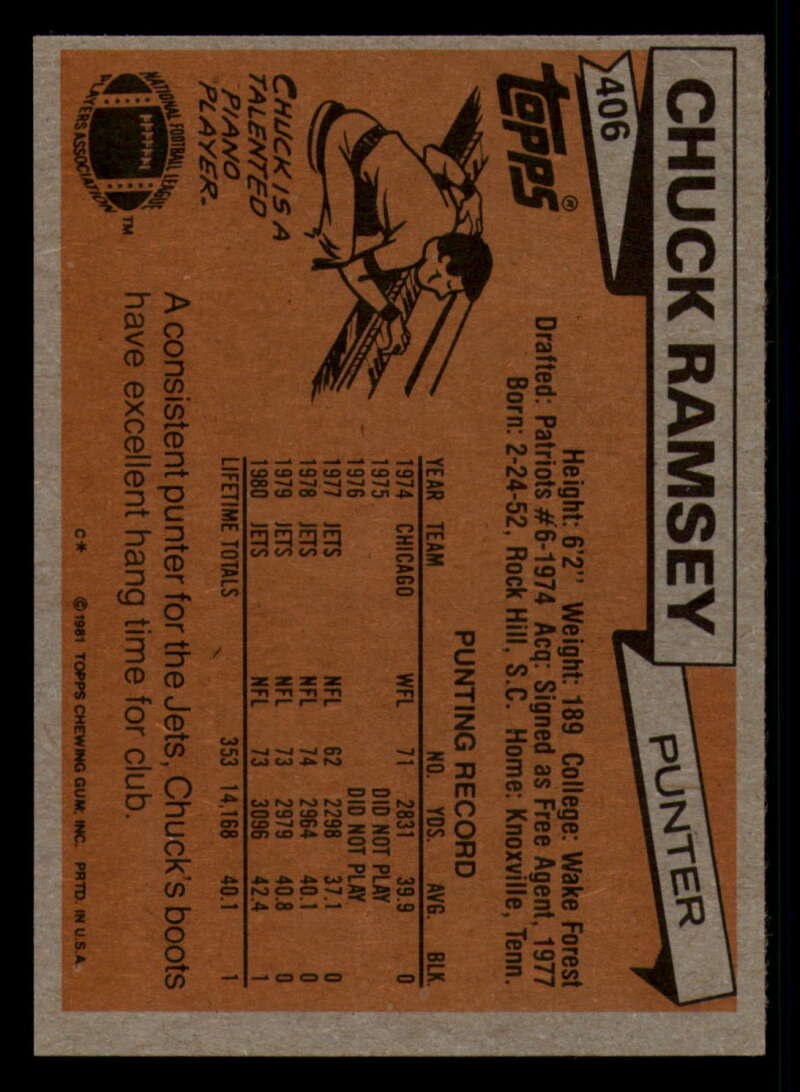 CHUCK RAMSEY
PUNTER
406
TOPPS®
Height: 6'2" Weight: 189 College: Wake Forest
Drafted: Patriots #6-1974 Acq: Signed as Free Agent, 1977
Born: 2-24-52, Rock Hill, S.C. Home: Knoxville, Tenn.
CHUCK IS A
TALENTED
PIANO
PLAYER.
PUNTING RECORD
YEAR TEAM NO. YDS. AVG. BLK.
1974 CHICAGO WFL 71 2831 39.9 0
1975 DID NOT PLAY
1976 DID NOT PLAY
1977 JETS NFL 62 2298 37.1 0
1978 JETS NFL 74 2964 40.1 0
1979 JETS NFL 73 2979 40.8 0
1980 JETS NFL 73 3096 42.4 1
LIFETIME TOTALS 353 14,168 40.1 1
NATIONAL FOOTBALL LEAGUE
PLAYERS ASSOCIATION
TM
A consistent punter for the Jets, Chuck's boots
have excellent hang time for club.
C* ©1981 TOPPS CHEWING GUM, INC. PRTD. IN U.S.A.